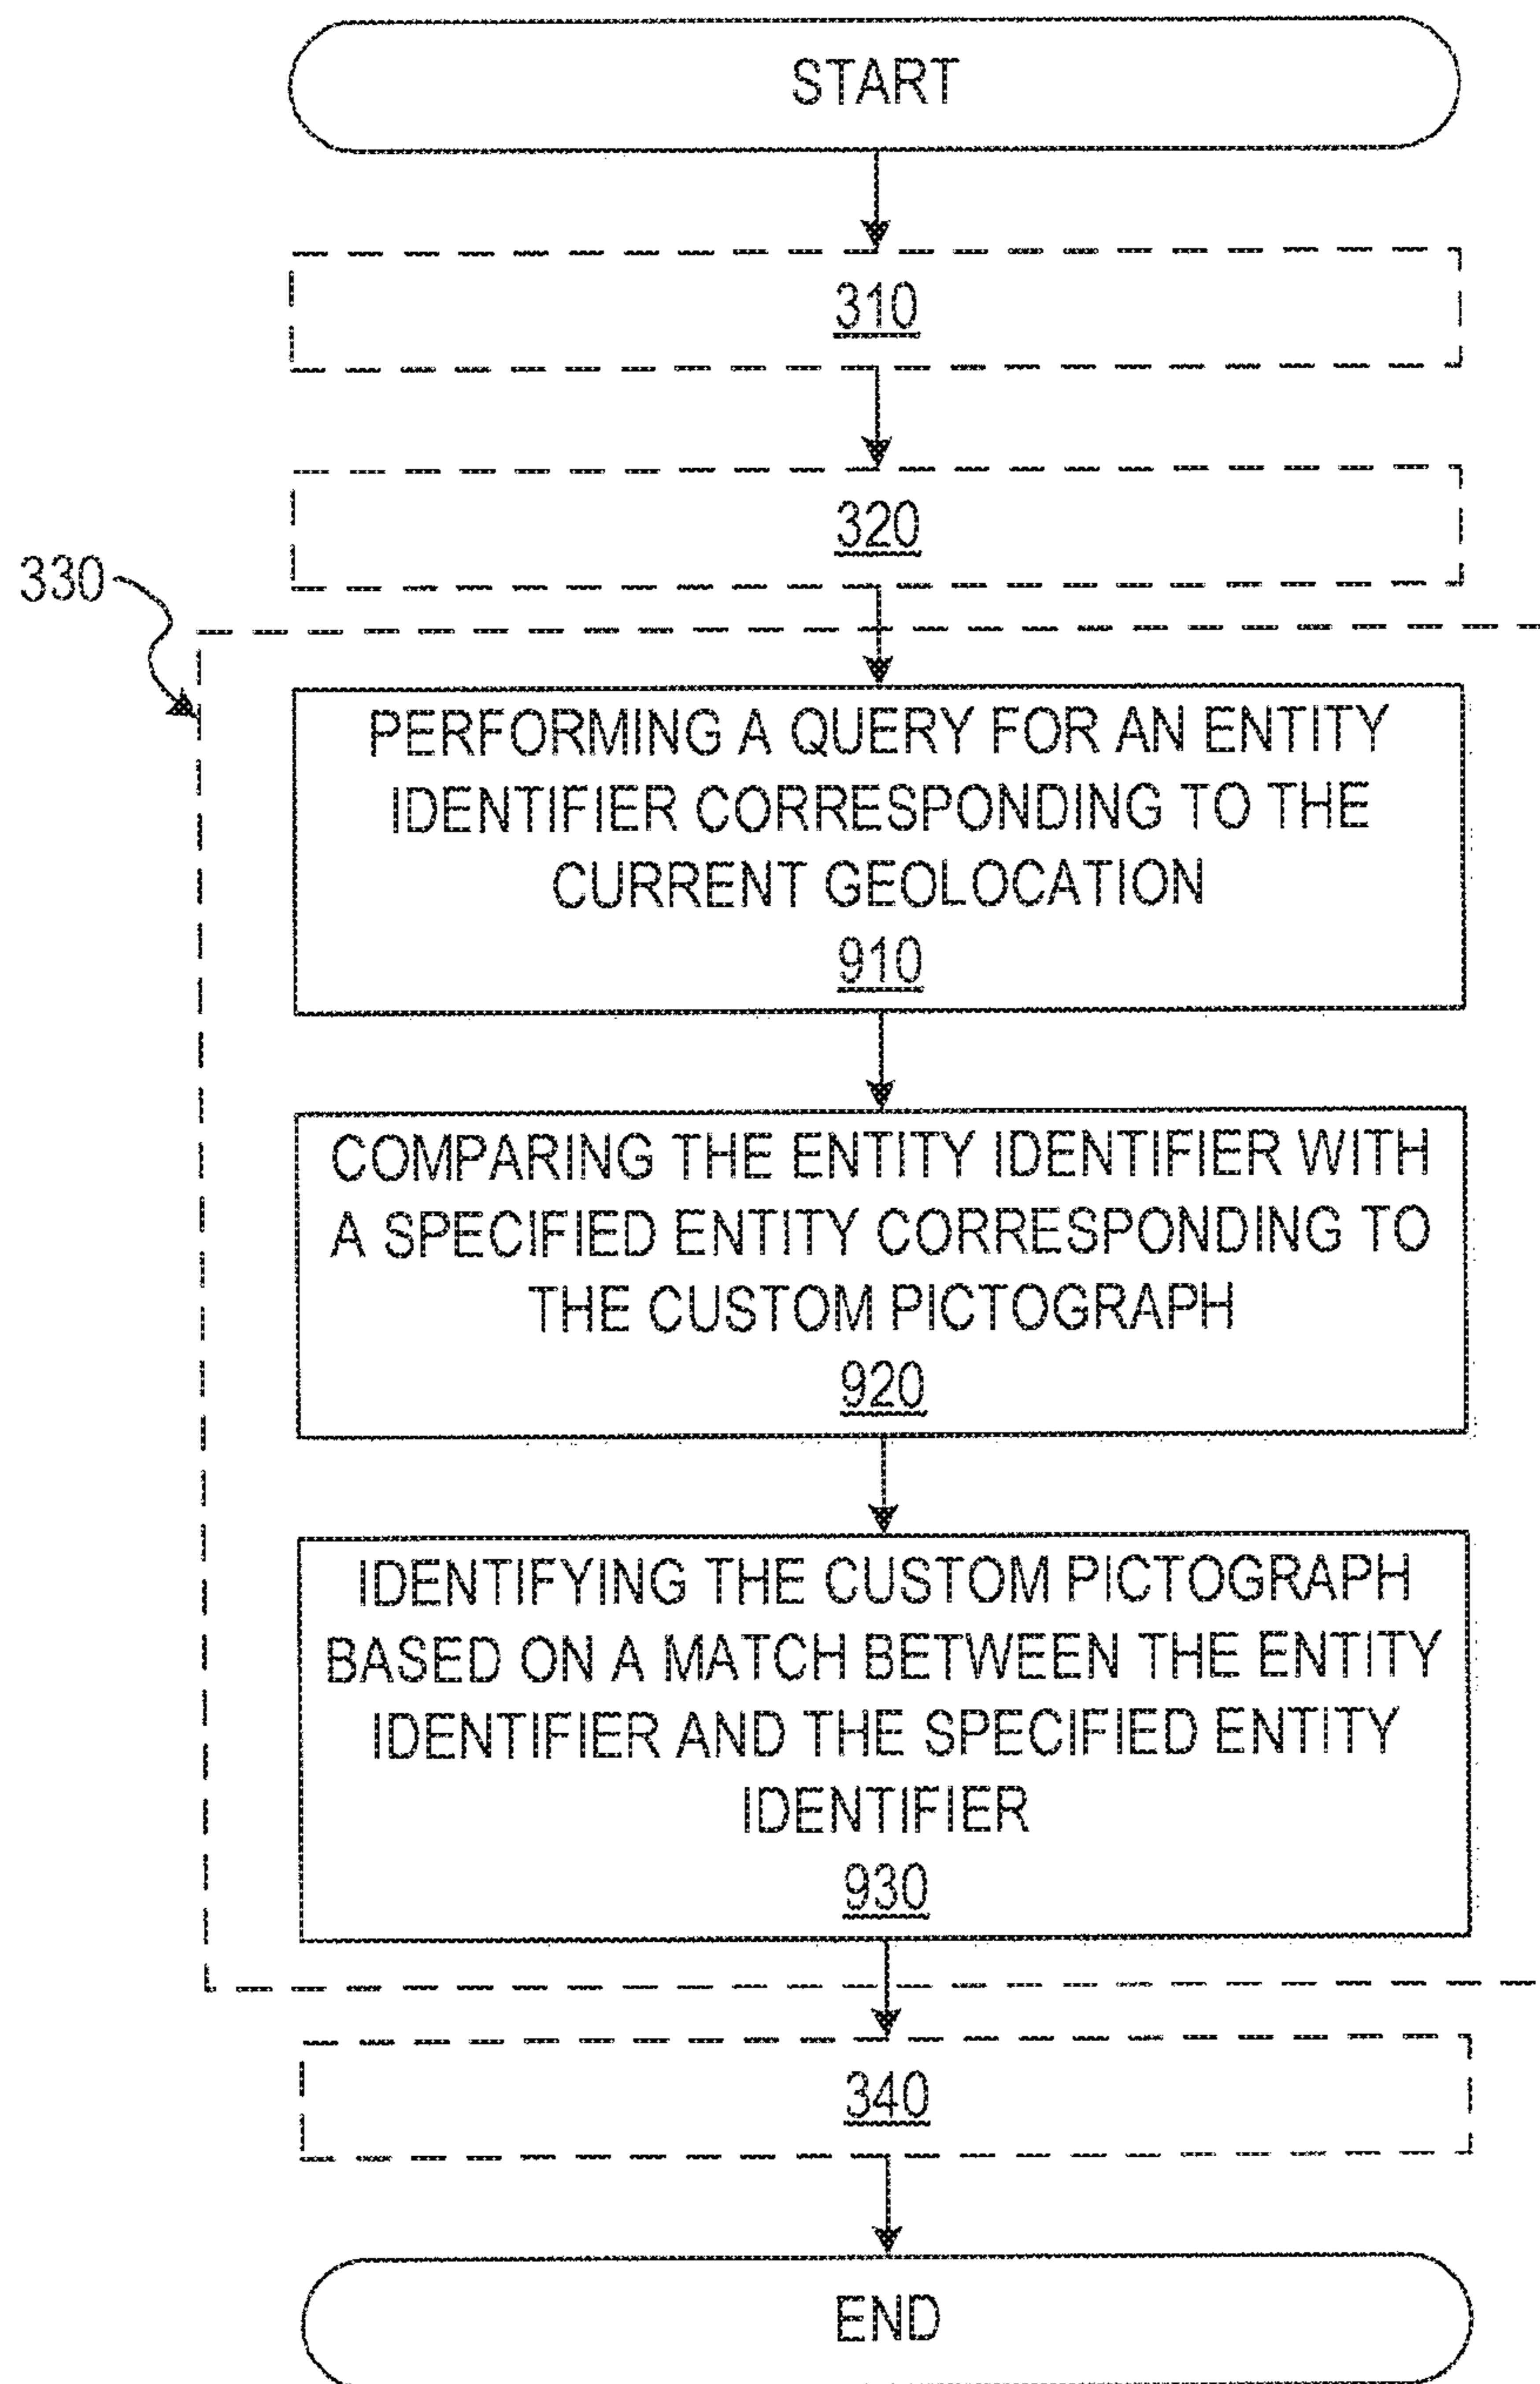 START
310
320
330
PERFORMING A QUERY FOR AN ENTITY
IDENTIFIER CORRESPONDING TO THE
CURRENT GEOLOCATION
910
COMPARING THE ENTITY IDENTIFIER WITH
A SPECIFIED ENTITY CORRESPONDING TO
THE CUSTOM PICTOGRAPH
920
IDENTIFYING THE CUSTOM PICTOGRAPH
BASED ON A MATCH BETWEEN THE ENTITY
IDENTIFIER AND THE SPECIFIED ENTITY
IDENTIFIER
930
340
END